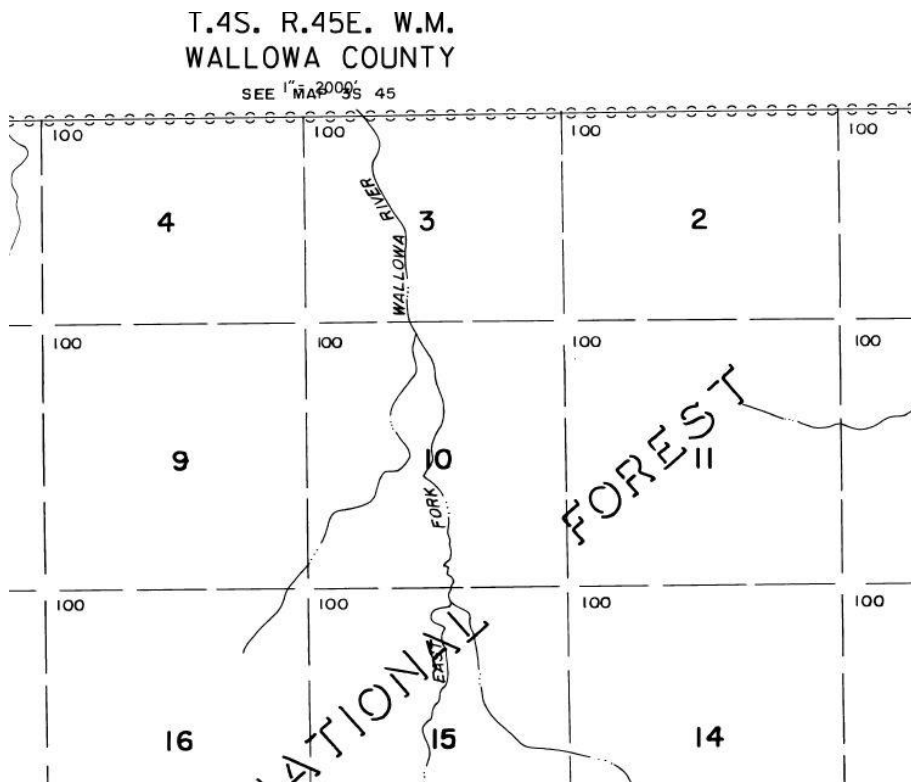 T.4S. R.45E. W.M.
WALLOWA COUNTY
1"= 2000'
SEE MAP 3S 45
100 100 100 100
4 3 2
WALLOWA RIVER
100 100 100 100
9 10 11
FORK
FOREST
100 100 100 100
EAST
NATIONAL
16 15 14